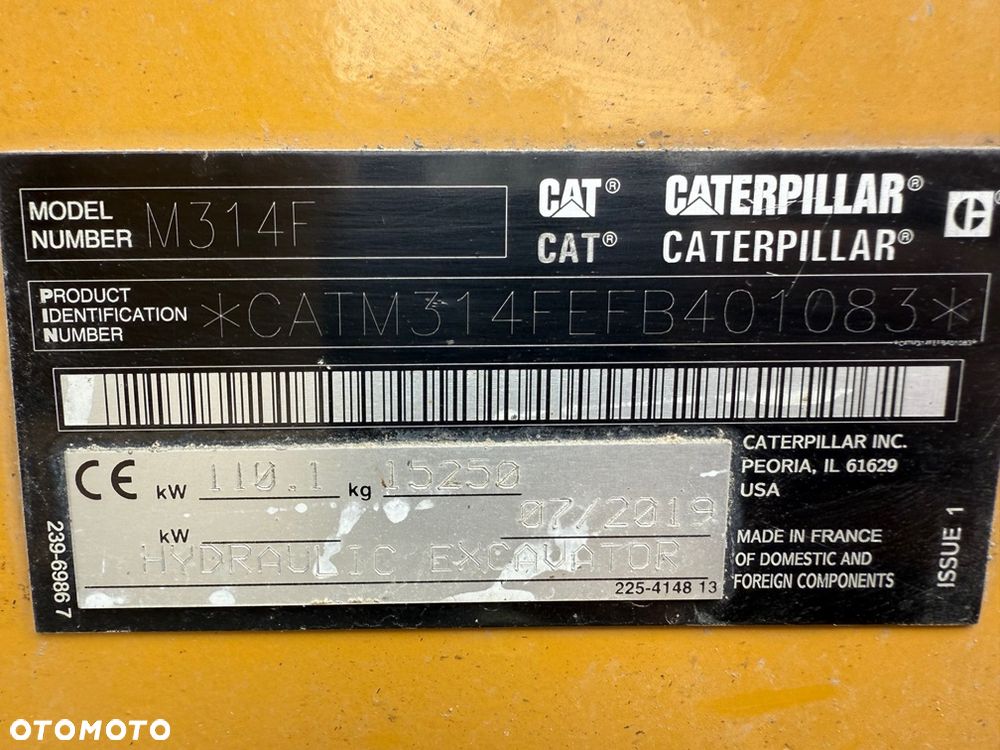 MODEL NUMBER M314F
CAT® CATERPILLAR®
CAT® CATERPILLAR®
PRODUCT
IDENTIFICATION
NUMBER
*CATM314FEFB401083*
*CATM314FEFB401083*
CE kW 110.1 kg 15250
07/2019
kW
HYDRAULIC EXCAVATOR
225-4148 13
239-6986 7
CATERPILLAR INC.
PEORIA, IL 61629
USA
MADE IN FRANCE
OF DOMESTIC AND
FOREIGN COMPONENTS
ISSUE 1
OTOMOTO